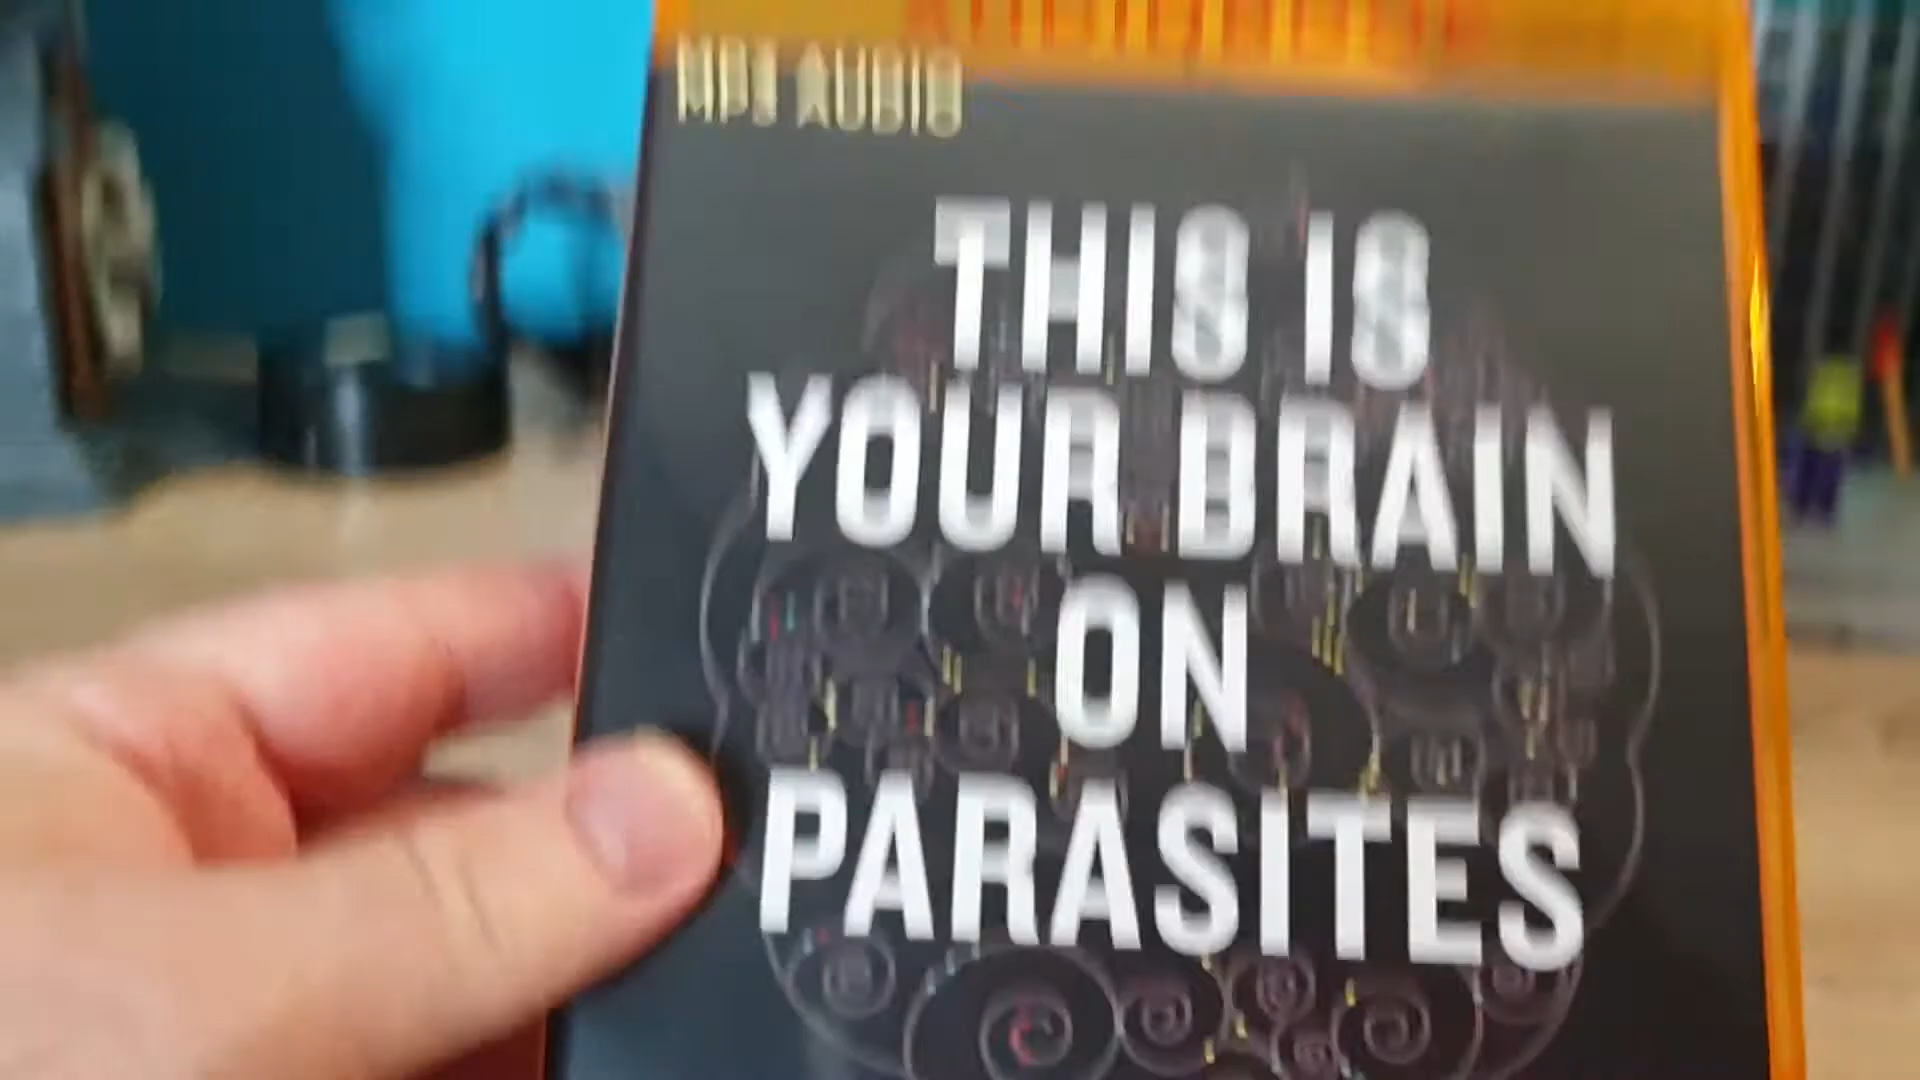 MP3 AUDIO
THIS IS
YOUR BRAIN
ON
PARASITES